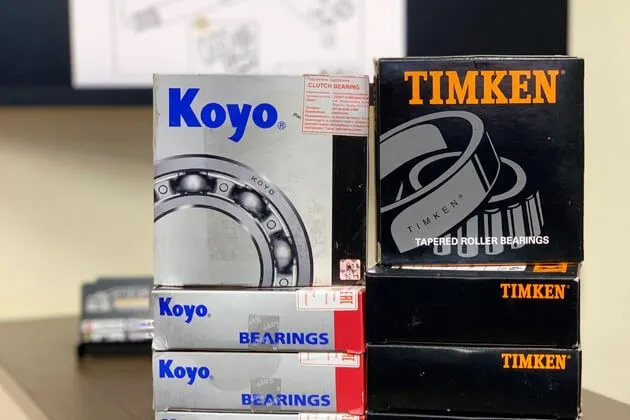 Koyo®
CLUTCH BEARING
KOYO
Koyo®
BEARINGS
Koyo®
BEARINGS
TIMKEN®
TIMKEN®
TAPERED ROLLER BEARINGS
TIMKEN®
TIMKEN®